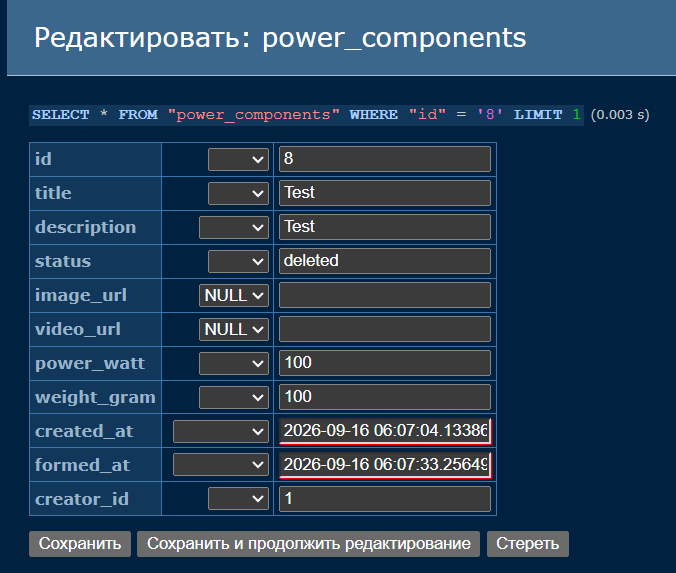 Редактировать: power_components
SELECT * FROM "power_components" WHERE "id" = '8' LIMIT 1 (0.003 s)
id 8
title Test
description Test
status deleted
image_url NULL
video_url NULL
power_watt 100
weight_gram 100
created_at 2026-09-16 06:07:04.13386
formed_at 2026-09-16 06:07:33.25649
creator_id 1
Сохранить Сохранить и продолжить редактирование Стереть